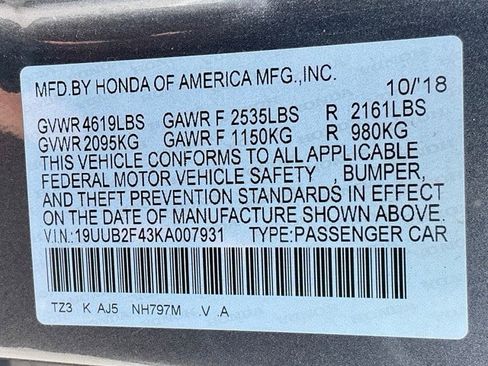 MFD.BY HONDA OF AMERICA MFG.,INC.
10/'18
GVWR 4619LBS GAWR F 2535LBS R 2161LBS
GVWR 2095KG GAWR F 1150KG R 980KG
THIS VEHICLE CONFORMS TO ALL APPLICABLE
FEDERAL MOTOR VEHICLE SAFETY , BUMPER,
AND THEFT PREVENTION STANDARDS IN EFFECT
ON THE DATE OF MANUFACTURE SHOWN ABOVE.
V.I.N:19UUB2F43KA007931 TYPE:PASSENGER CAR
TZ3 K AJ5 NH797M .V .A